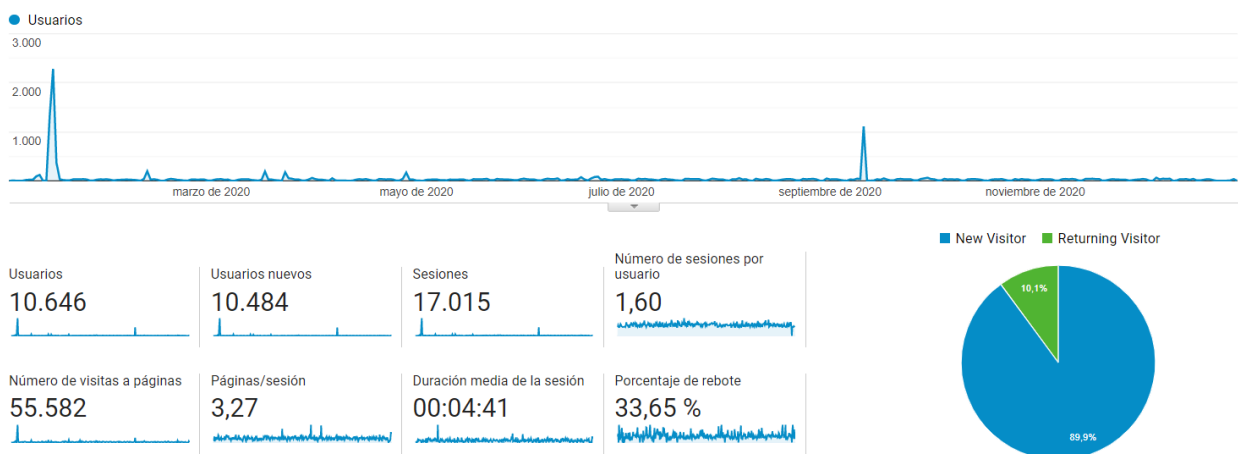 Usuarios
3.000
2.000
1.000
marzo de 2020
mayo de 2020
julio de 2020
septiembre de 2020
noviembre de 2020
New Visitor
Returning Visitor
Usuarios
10.646
Usuarios nuevos
10.484
Sesiones
17.015
Número de sesiones por
usuario
1,60
Número de visitas a páginas
55.582
Páginas/sesión
3,27
Duración media de la sesión
00:04:41
Porcentaje de rebote
33,65 %
10,1%
89,9%